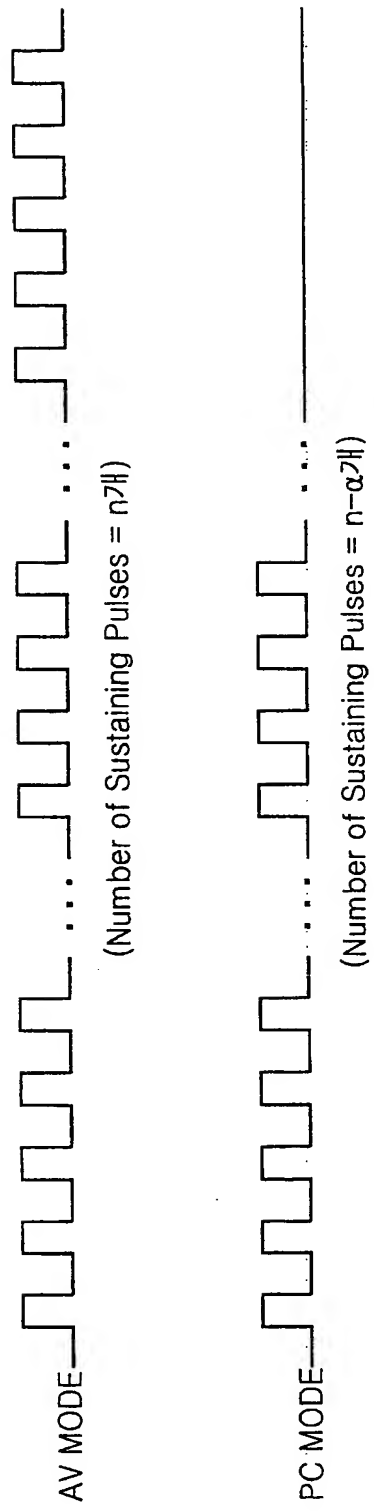 AV MODE
(Number of Sustaining Pulses = n개)
PC MODE
(Number of Sustaining Pulses = n-α개)